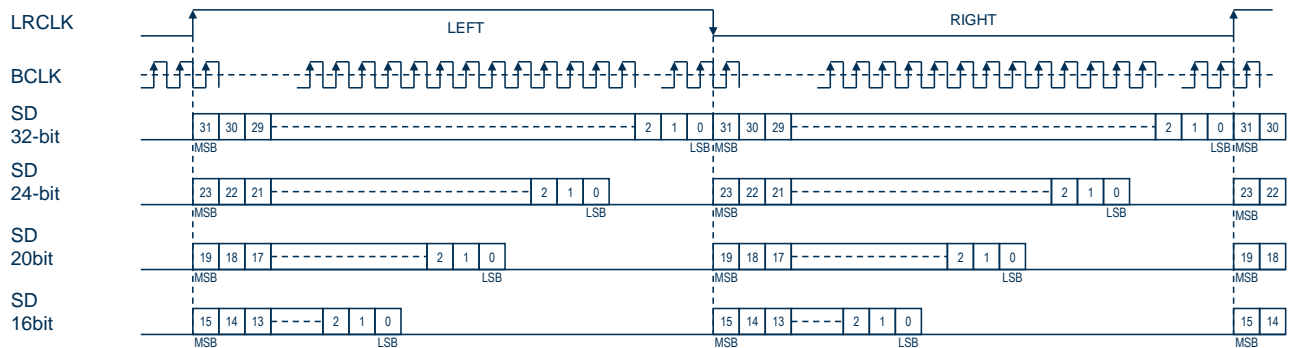 LRCLK LEFT RIGHT
BCLK
SD
32-bit
31 30 29 2 1 0 31 30 29 2 1 0 31 30
MSB LSB MSB LSB MSB
SD
24-bit
23 22 21 2 1 0 23 22 21 2 1 0 23 22
MSB LSB MSB LSB MSB
SD
20bit
19 18 17 2 1 0 19 18 17 2 1 0 19 18
MSB LSB MSB LSB MSB
SD
16bit
15 14 13 2 1 0 15 14 13 2 1 0 15 14
MSB LSB MSB LSB MSB